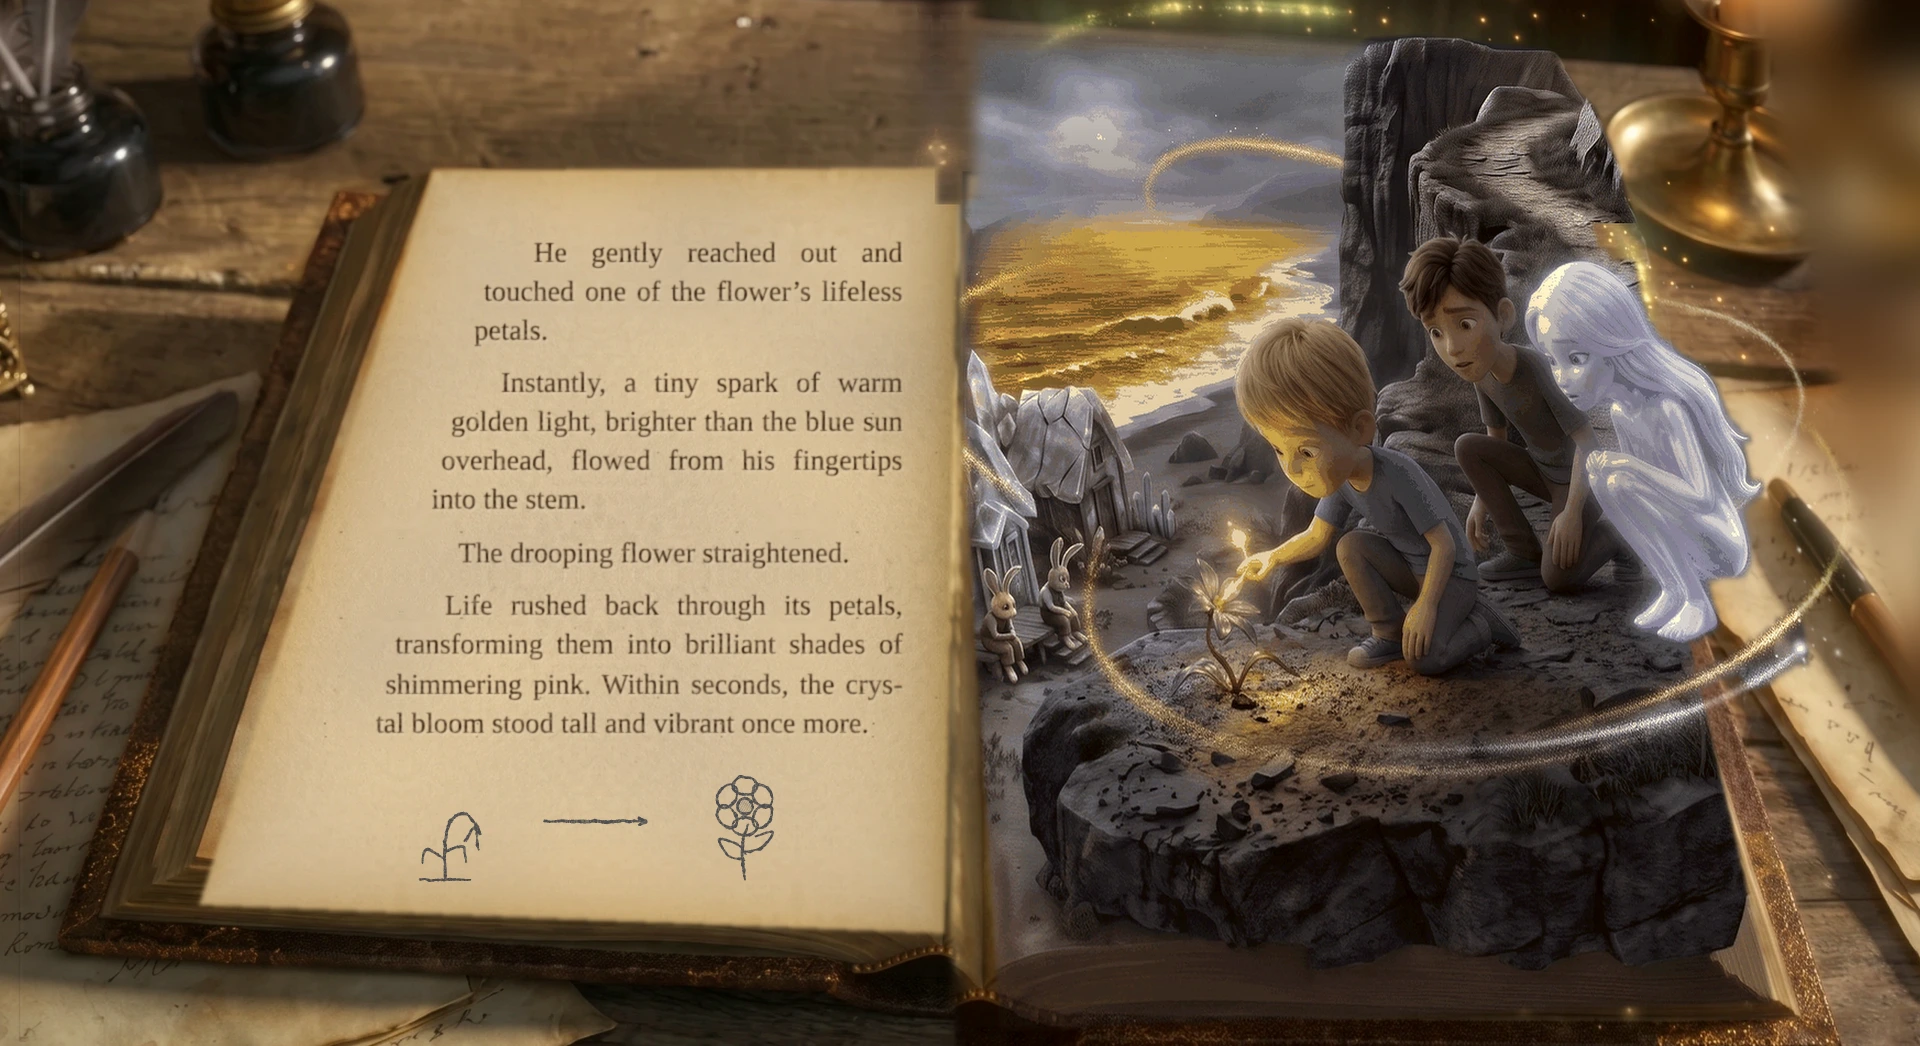 He gently reached out and
touched one of the flower’s lifeless
petals.
Instantly, a tiny spark of warm
golden light, brighter than the blue sun
overhead, flowed from his fingertips
into the stem.
The drooping flower straightened.
Life rushed back through its petals,
transforming them into brilliant shades of
shimmering pink. Within seconds, the crys-
tal bloom stood tall and vibrant once more.